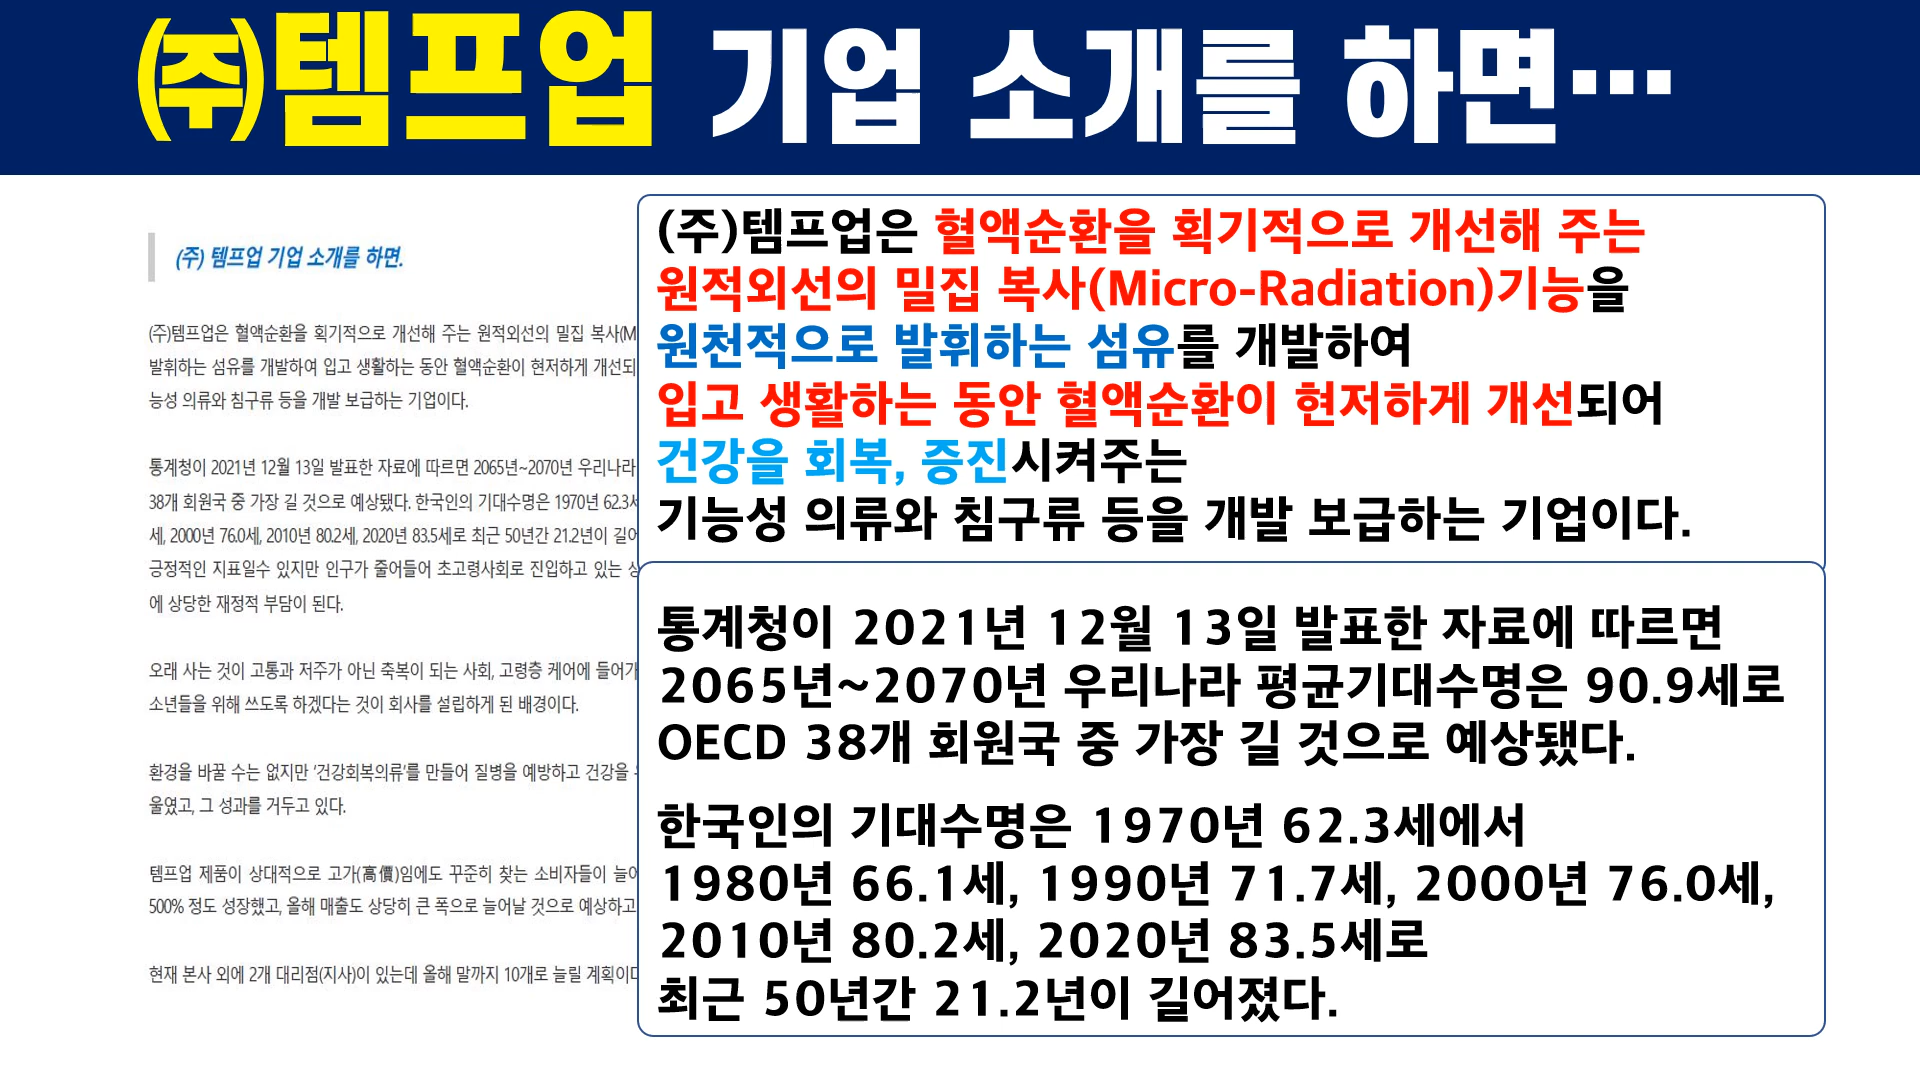 ㈜템프업 기업 소개를 하면…
(주) 템프업 기업 소개를 하면.
(주)템프업은 혈액순환을 획기적으로 개선해 주는 원적외선의 밀집 복사(M
발휘하는 섬유를 개발하여 입고 생활하는 동안 혈액순환이 현저하게 개선되
능성 의류와 침구류 등을 개발 보급하는 기업이다.
통계청이 2021년 12월 13일 발표한 자료에 따르면 2065년~2070년 우리나라
38개 회원국 중 가장 길 것으로 예상됐다. 한국인의 기대수명은 1970년 62.3세
세, 2000년 76.0세, 2010년 80.2세, 2020년 83.5세로 최근 50년간 21.2년이 길어
긍정적인 지표일수 있지만 인구가 줄어들어 초고령사회로 진입하고 있는 상
에 상당한 재정적 부담이 된다.
오래 사는 것이 고통과 저주가 아닌 축복이 되는 사회, 고령층 케어에 들어가
소년들을 위해 쓰도록 하겠다는 것이 회사를 설립하게 된 배경이다.
환경을 바꿀 수는 없지만 ‘건강회복의류’를 만들어 질병을 예방하고 건강을
울였고, 그 성과를 거두고 있다.
템프업 제품이 상대적으로 고가(高價)임에도 꾸준히 찾는 소비자들이 늘어
500% 정도 성장했고, 올해 매출도 상당히 큰 폭으로 늘어날 것으로 예상하고
현재 본사 외에 2개 대리점(지사)이 있는데 올해 말까지 10개로 늘릴 계획이다
(주)템프업은 혈액순환을 획기적으로 개선해 주는
원적외선의 밀집 복사(Micro-Radiation)기능을
원천적으로 발휘하는 섬유를 개발하여
입고 생활하는 동안 혈액순환이 현저하게 개선되어
건강을 회복, 증진시켜주는
기능성 의류와 침구류 등을 개발 보급하는 기업이다.
통계청이 2021년 12월 13일 발표한 자료에 따르면
2065년~2070년 우리나라 평균기대수명은 90.9세로
OECD 38개 회원국 중 가장 길 것으로 예상됐다.
한국인의 기대수명은 1970년 62.3세에서
1980년 66.1세, 1990년 71.7세, 2000년 76.0세,
2010년 80.2세, 2020년 83.5세로
최근 50년간 21.2년이 길어졌다.